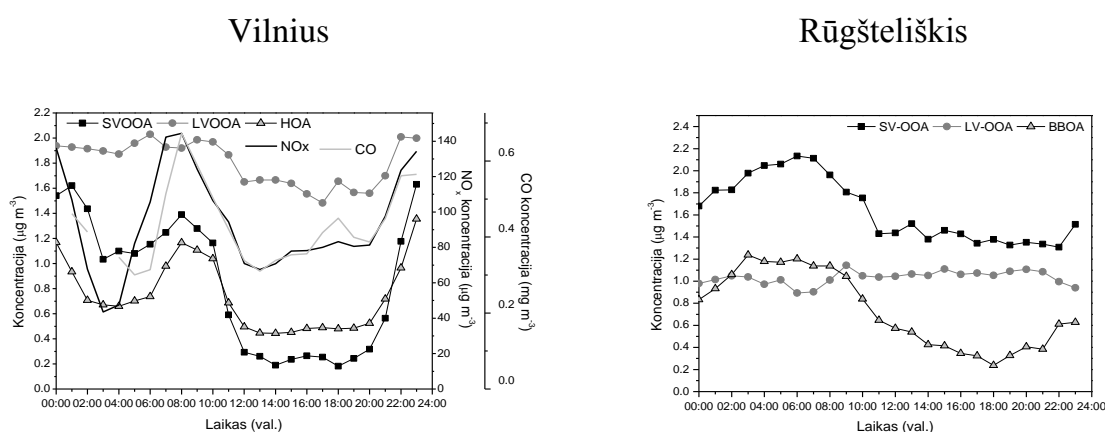 Vilnius
Rūgšteliškis
SVOOA LVOOA HOA
NOx CO
Koncentracija (μg m-3)
2.2
2.0
1.8
1.6
1.4
1.2
1.0
0.8
0.6
0.4
0.2
0.0
00:00 02:00 04:00 06:00 08:00 10:00 12:00 14:00 16:00 18:00 20:00 22:00 24:00
Laikas (val.)
140
120
100
80
60
40
20
0
NOx koncentracija (μg m-3)
0.6
0.4
0.2
0.0
CO koncentracija (mg m-3)
SV-OOA LV-OOA BBOA
Koncentracija (μg m-3)
2.4
2.2
2.0
1.8
1.6
1.4
1.2
1.0
0.8
0.6
0.4
0.2
0.0
00:00 02:00 04:00 06:00 08:00 10:00 12:00 14:00 16:00 18:00 20:00 22:00 24:00
Laikas (val.)